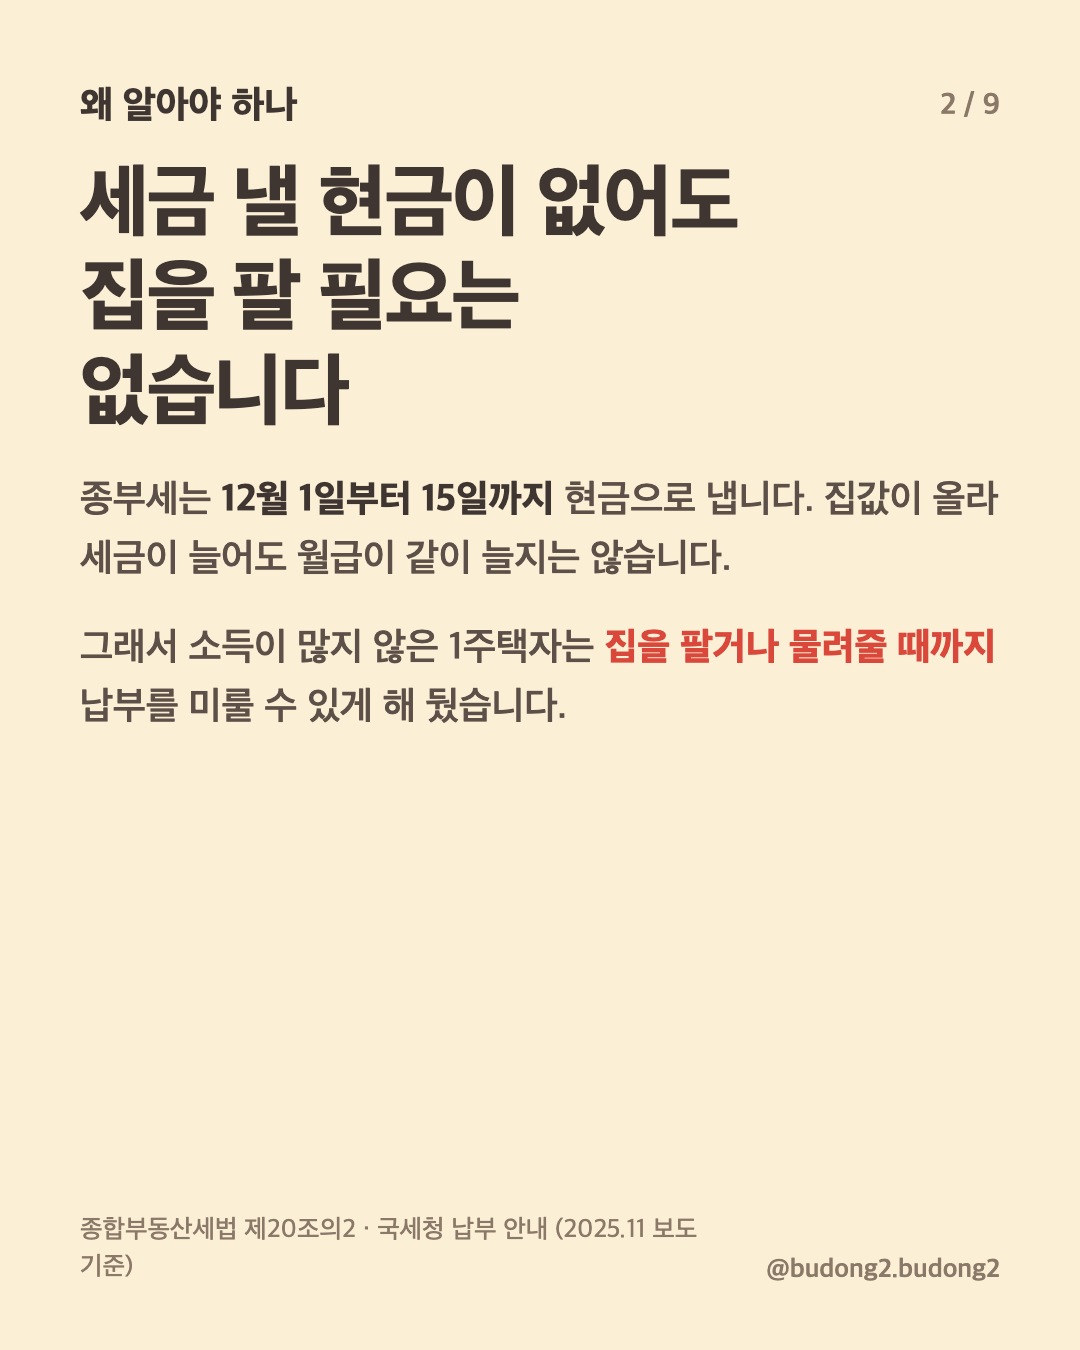 왜 알아야 하나
2 / 9
세금 낼 현금이 없어도
집을 팔 필요는
없습니다
종부세는 12월 1일부터 15일까지 현금으로 냅니다. 집값이 올라
세금이 늘어도 월급이 같이 늘지는 않습니다.
그래서 소득이 많지 않은 1주택자는 집을 팔거나 물려줄 때까지
납부를 미룰 수 있게 해 뒀습니다.
종합부동산세법 제20조의2 · 국세청 납부 안내 (2025.11 보도
기준)
@budong2.budong2